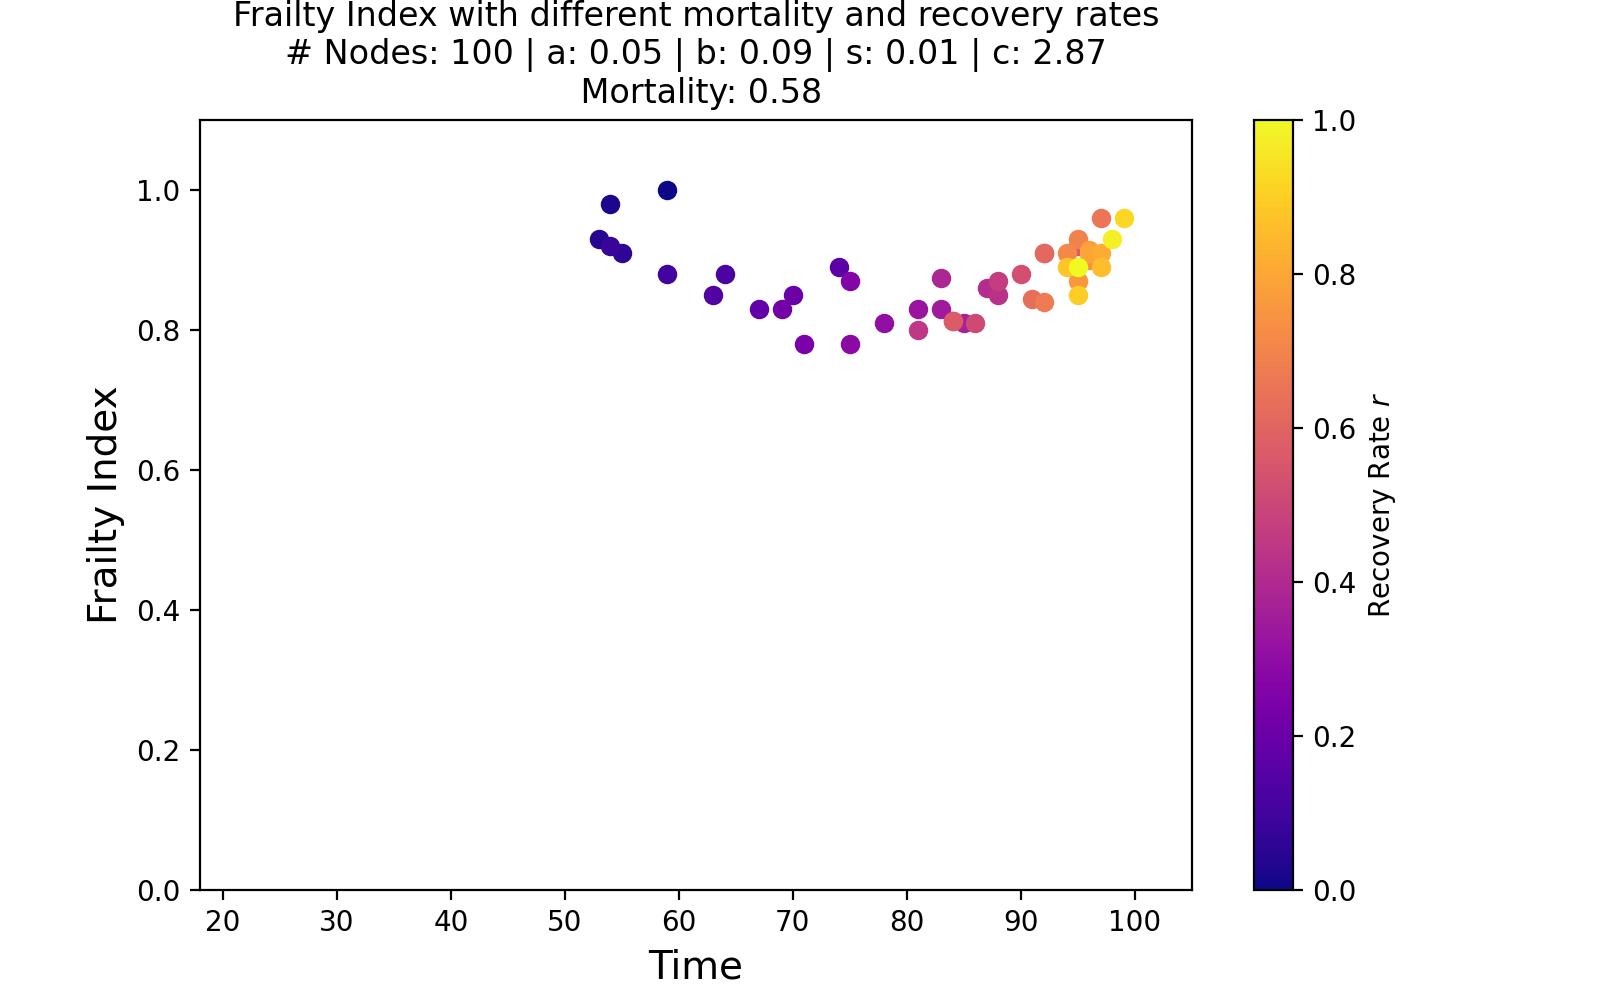 Frailty Index with different mortality and recovery rates
# Nodes: 100 | a: 0.05 | b: 0.09 | s: 0.01 | c: 2.87
Mortality: 0.58
Frailty Index
1.0
0.8
0.6
0.4
0.2
0.0
20 30 40 50 60 70 80 90 100
Time
1.0
0.8
0.6
0.4
0.2
0.0
Recovery Rate r